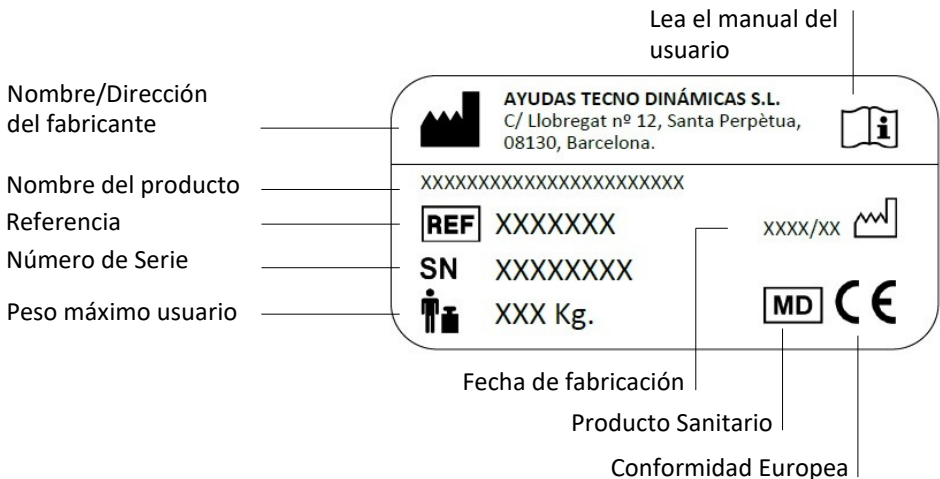 Lea el manual del
usuario
Nombre/Dirección
del fabricante
AYUDAS TECNO DINÁMICAS S.L.
C/ Llobregat nº 12, Santa Perpètua,
08130, Barcelona.
Nombre del producto
XXXXXXXXXXXXXXXXXXXXXXX
Referencia
REF XXXXXXX
XXXX/XX
Número de Serie
SN XXXXXXXX
Peso máximo usuario
XXX Kg.
MD CE
Fecha de fabricación
Producto Sanitario
Conformidad Europea